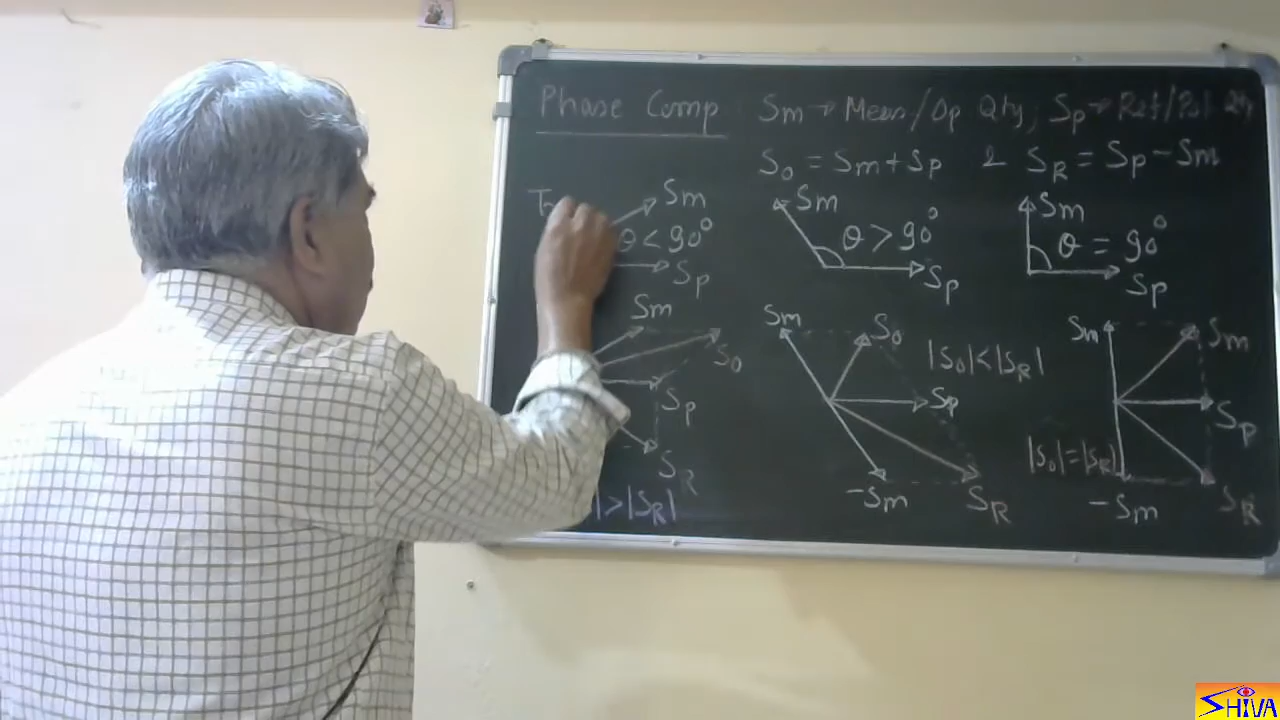 Phase Comp Sm → Meas/Op Qty, Sp → Ref/Pol Qty
So = Sm + Sp & SR = Sp - Sm
Sm
θ < 90°
Sp
Sm
θ > 90°
Sp
Sm
θ = 90°
Sp
Sm
So
Sp
SR
| > |SR|
Sm
So
|So| < |SR|
Sp
-Sm
SR
Sm
Sm
Sp
|So| = |SR|
-Sm
SR
SHIVA